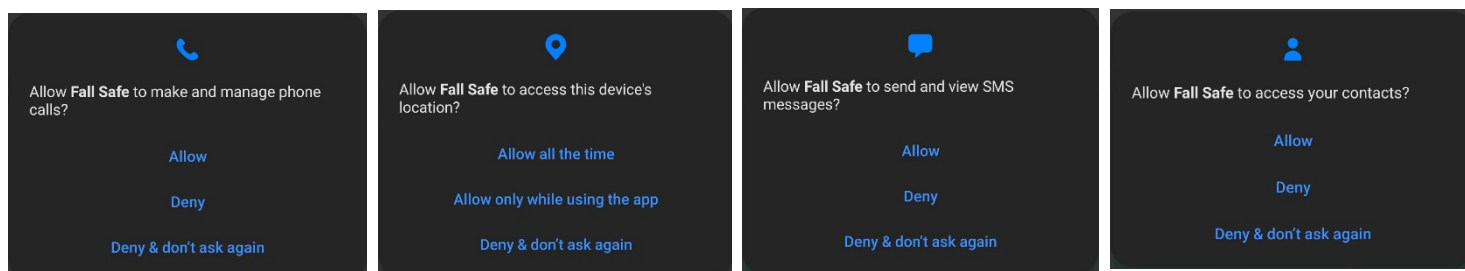 Allow Fall Safe to make and manage phone
calls?
Allow
Deny
Deny & don't ask again
Allow Fall Safe to access this device's
location?
Allow all the time
Allow only while using the app
Deny & don't ask again
Allow Fall Safe to send and view SMS
messages?
Allow
Deny
Deny & don't ask again
Allow Fall Safe to access your contacts?
Allow
Deny
Deny & don't ask again